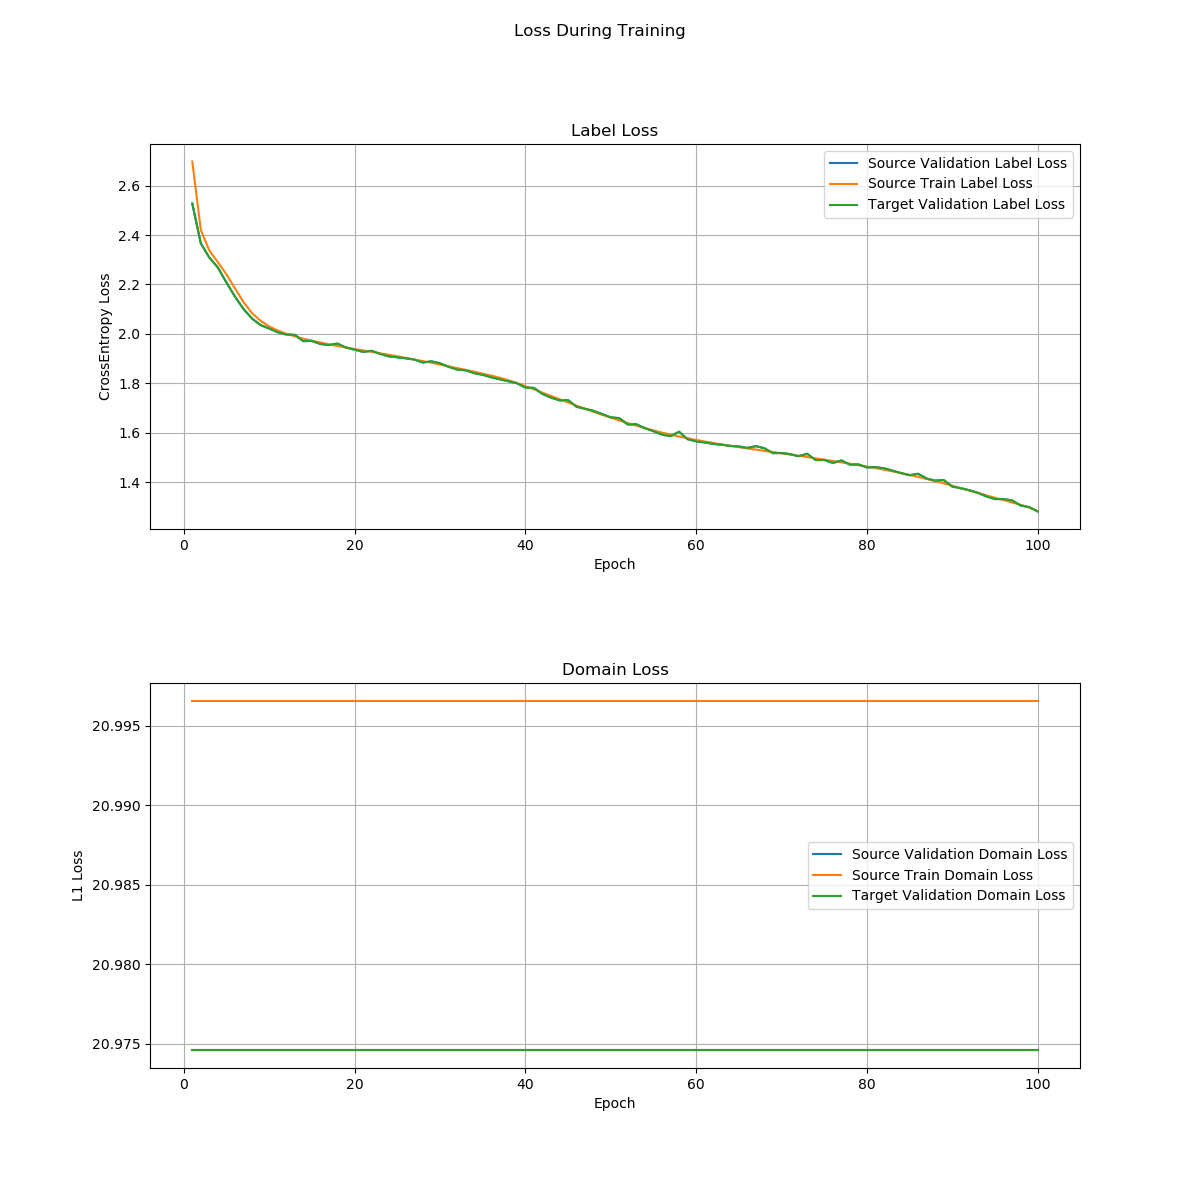 Loss During Training
Label Loss
Source Validation Label Loss
Source Train Label Loss
Target Validation Label Loss
2.6
2.4
2.2
2.0
1.8
1.6
1.4
CrossEntropy Loss
0 20 40 60 80 100
Epoch
Domain Loss
20.995
20.990
20.985
20.980
20.975
L1 Loss
Source Validation Domain Loss
Source Train Domain Loss
Target Validation Domain Loss
0 20 40 60 80 100
Epoch